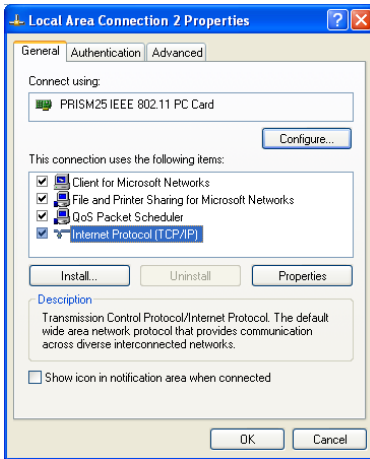 Local Area Connection 2 Properties
General Authentication Advanced
Connect using:
PRISM25 IEEE 802.11 PC Card
Configure...
This connection uses the following items:
Client for Microsoft Networks
File and Printer Sharing for Microsoft Networks
QoS Packet Scheduler
Internet Protocol (TCP/IP)
Install... Uninstall Properties
Description
Transmission Control Protocol/Internet Protocol. The default
wide area network protocol that provides communication
across diverse interconnected networks.
Show icon in notification area when connected
OK Cancel